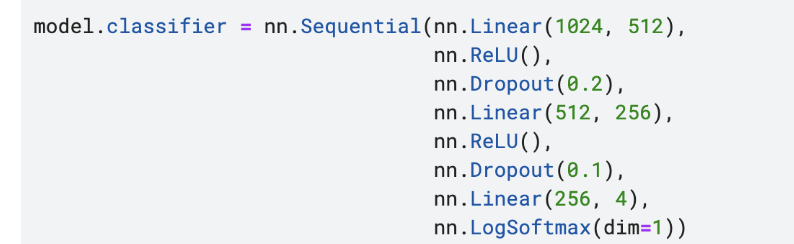 model.classifier = nn.Sequential(nn.Linear(1024, 512),
                                 nn.ReLU(),
                                 nn.Dropout(0.2),
                                 nn.Linear(512, 256),
                                 nn.ReLU(),
                                 nn.Dropout(0.1),
                                 nn.Linear(256, 4),
                                 nn.LogSoftmax(dim=1))